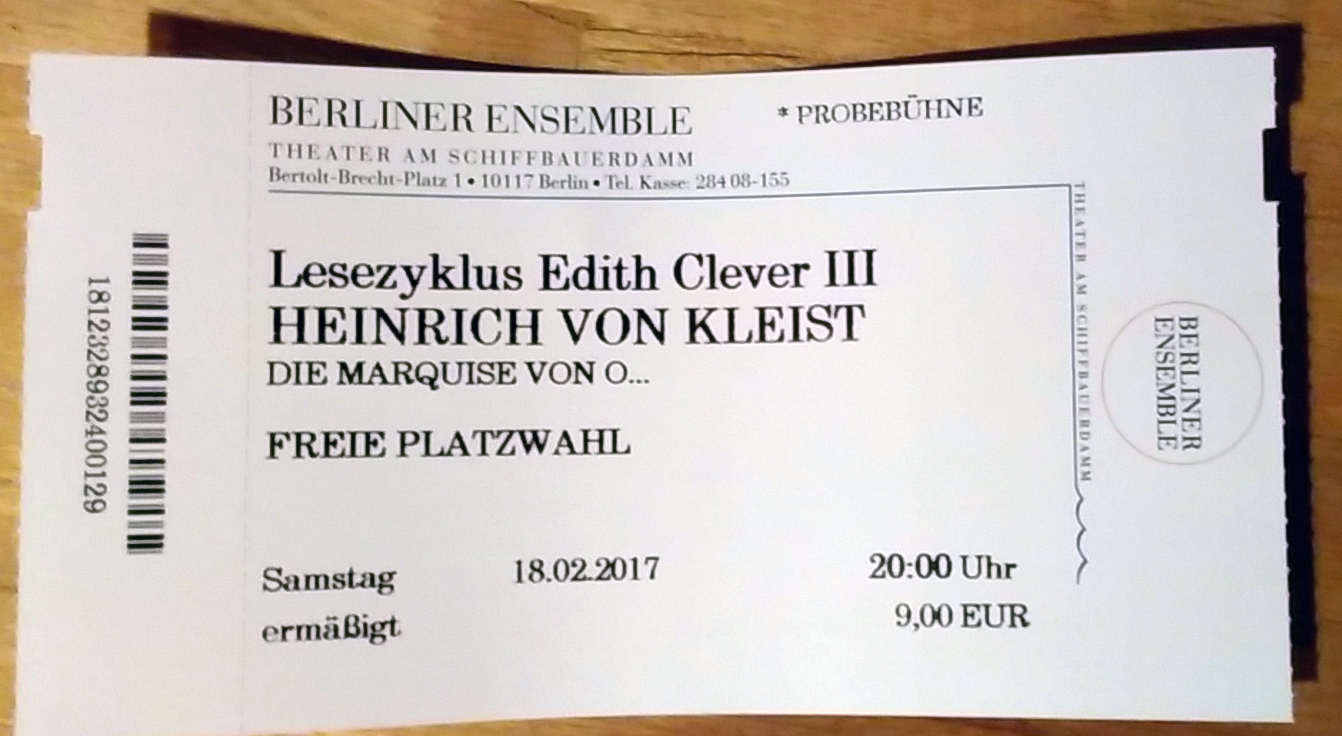 BERLINER ENSEMBLE
* PROBEBÜHNE
THEATER AM SCHIFFBAUERDAMM
Bertolt-Brecht-Platz 1 • 10117 Berlin • Tel. Kasse: 284 08-155
Lesezyklus Edith Clever III
HEINRICH VON KLEIST
DIE MARQUISE VON O...
FREIE PLATZWAHL
Samstag 18.02.2017 20:00 Uhr
ermäßigt 9,00 EUR
1812328932400129
THEATER AM SCHIFFBAUERDAMM
BERLINER
ENSEMBLE